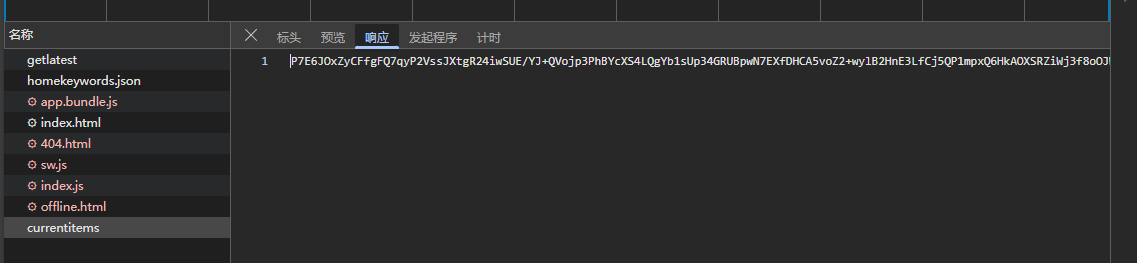 名称
标头 预览 响应 发起程序 计时
getlatest
homekeywords.json
app.bundle.js
index.html
404.html
sw.js
index.js
offline.html
currentitems
1 P7E6JOxZyCFfgFQ7qyP2VssJXtgR24iwSUE/YJ+QVojp3PhBYcXS4LQgYb1sUp34GRUBpwN7EXfDHCA5voZ2+wylB2HnE3LfCj5QP1mpxQ6HkAOXSRZiWj3f8oOJ